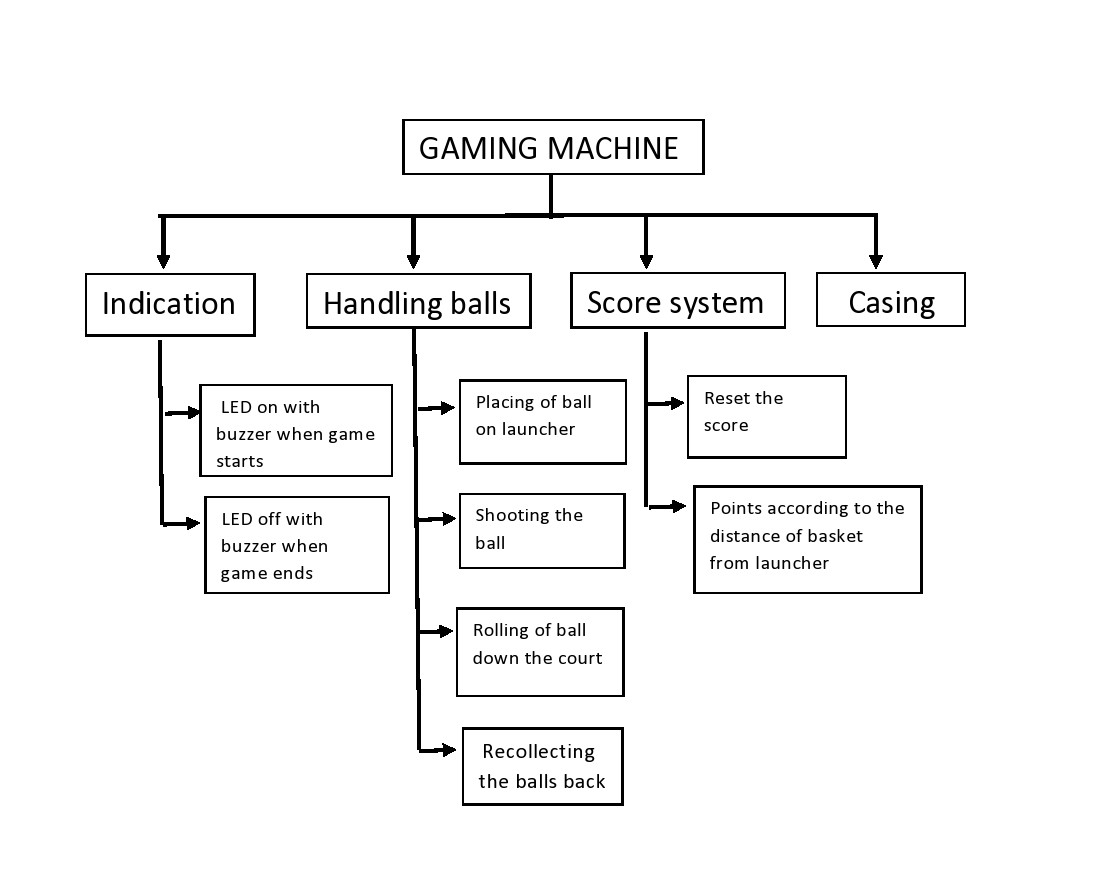 GAMING MACHINE
Indication
Handling balls
Score system
Casing
LED on with
buzzer when game
starts
LED off with
buzzer when
game ends
Placing of ball
on launcher
Shooting the
ball
Rolling of ball
down the court
Recollecting
the balls back
Reset the
score
Points according to the
distance of basket
from launcher